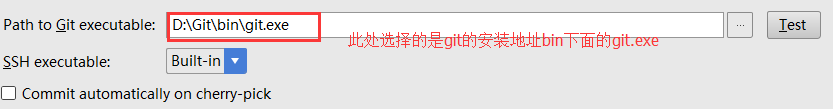 Path to Git executable: D:\Git\bin\git.exe ... Test
此处选择的是git的安装地址bin下面的git.exe
SSH executable: Built-in
Commit automatically on cherry-pick